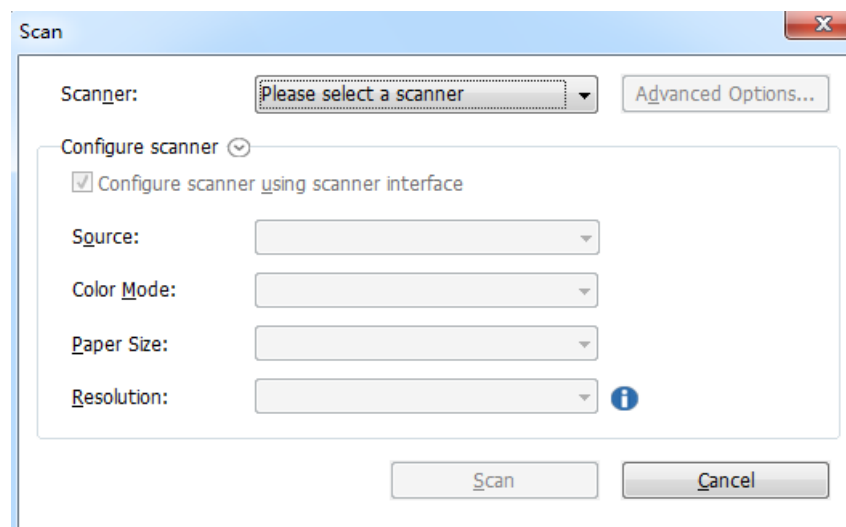 Scan
Scanner: Please select a scanner Advanced Options...
Configure scanner
Configure scanner using scanner interface
Source:
Color Mode:
Paper Size:
Resolution:
Scan Cancel